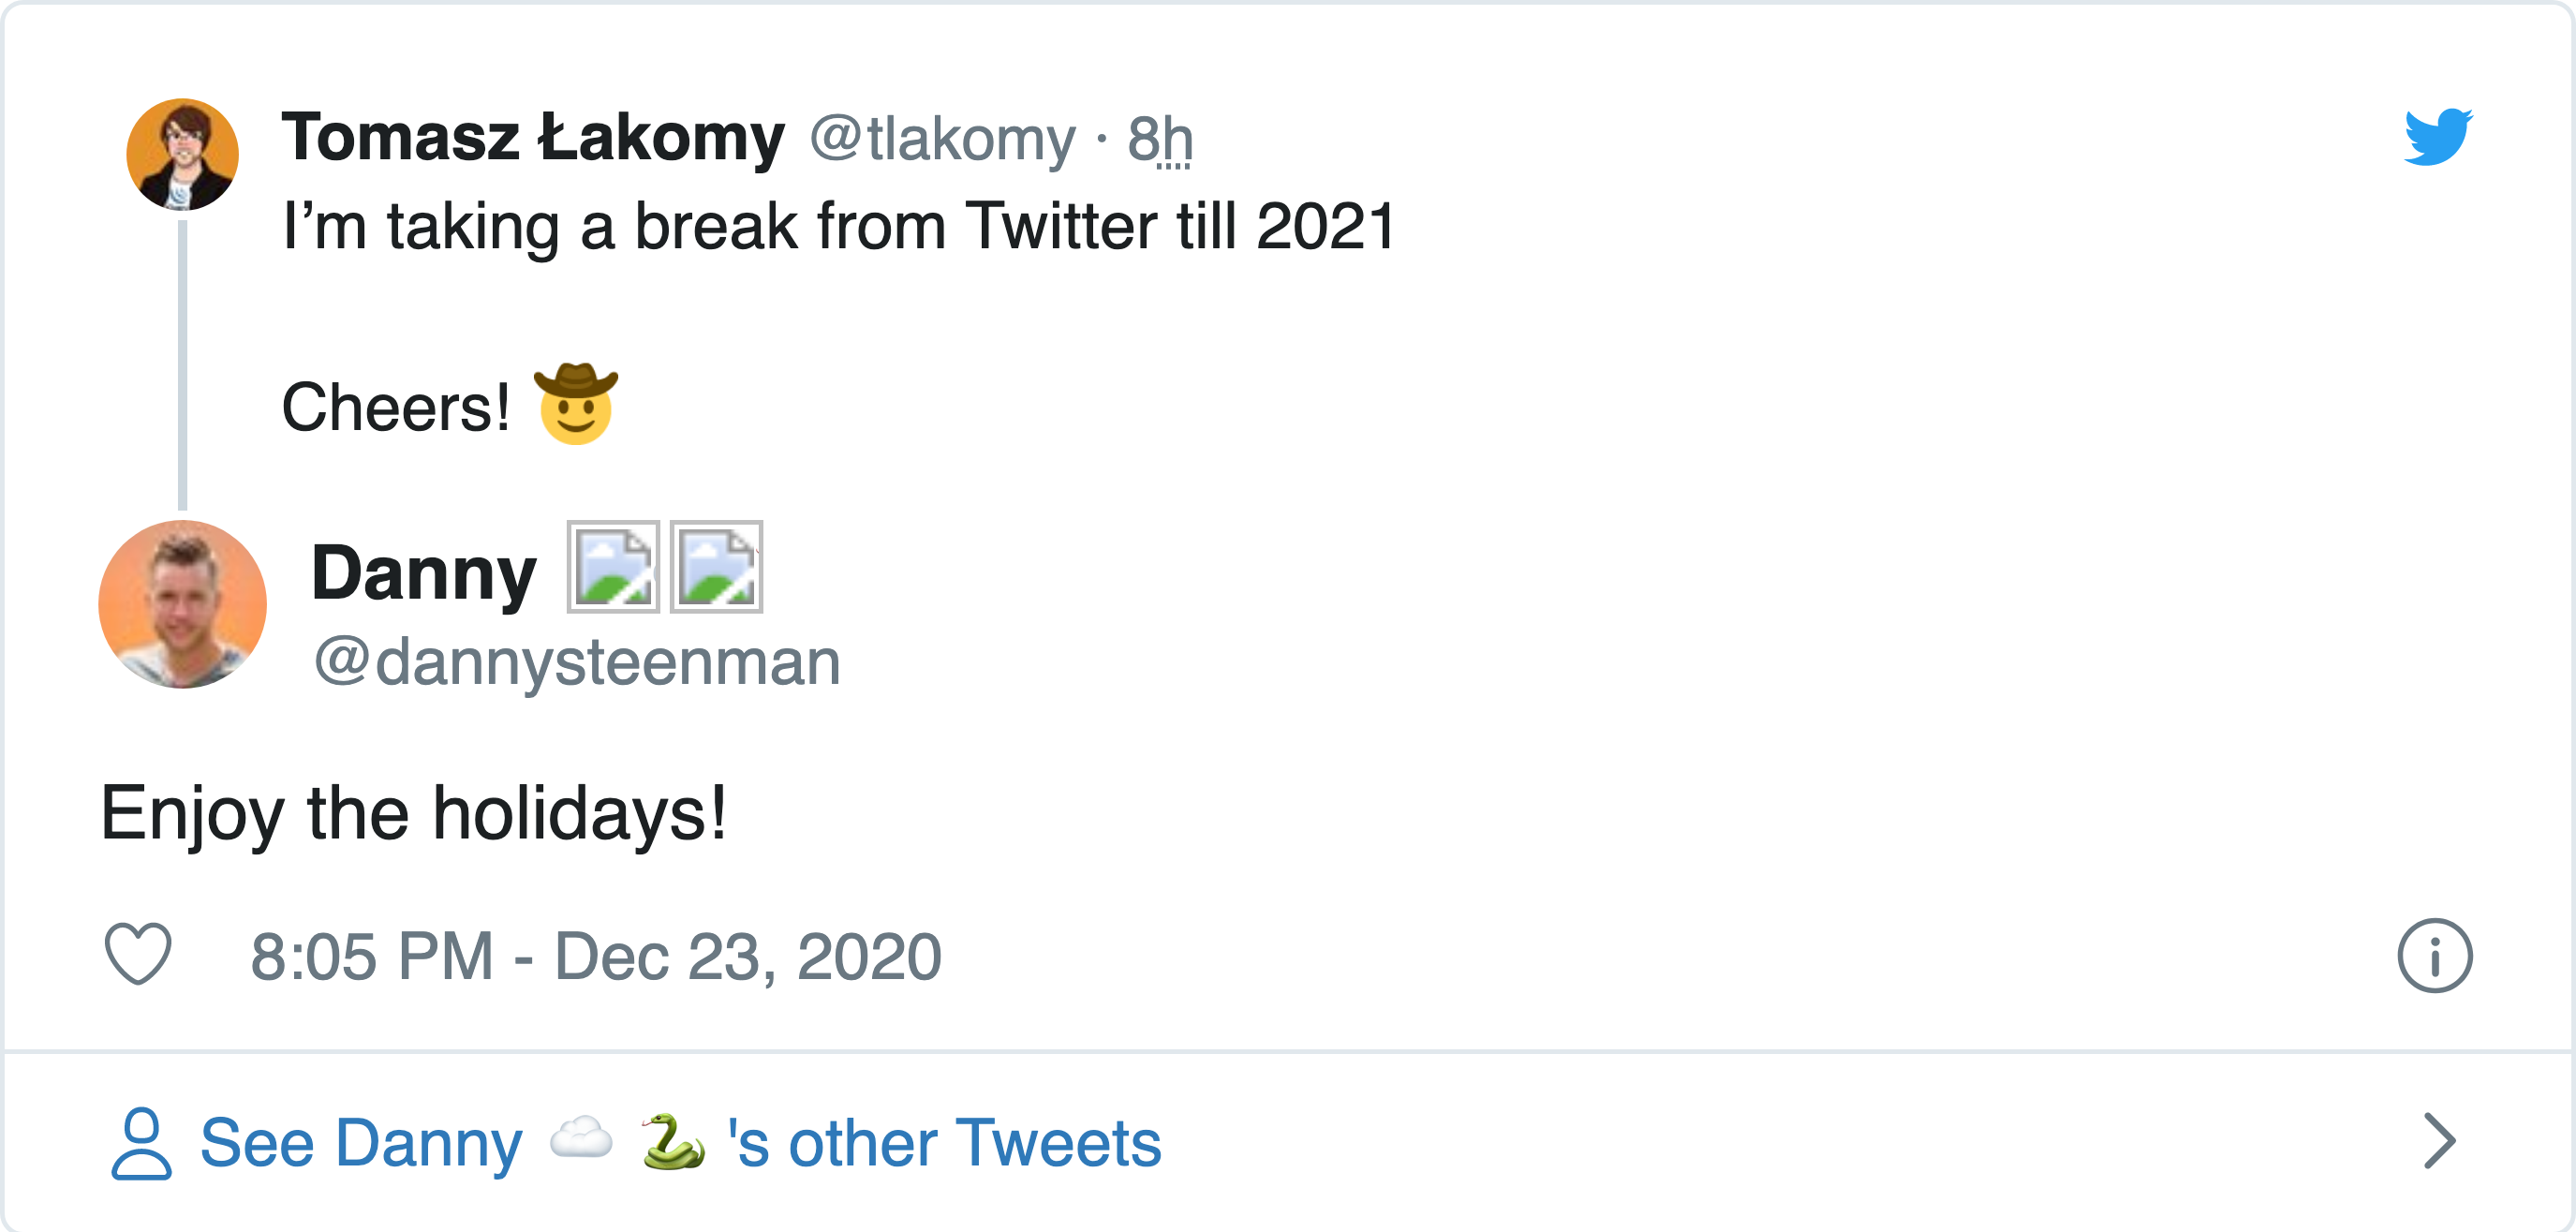 Tomasz Łakomy @tlakomy · 8h
I’m taking a break from Twitter till 2021
Cheers! 🤠
Danny
@dannysteenman
Enjoy the holidays!
8:05 PM - Dec 23, 2020
See Danny ☁️ 🐍 's other Tweets